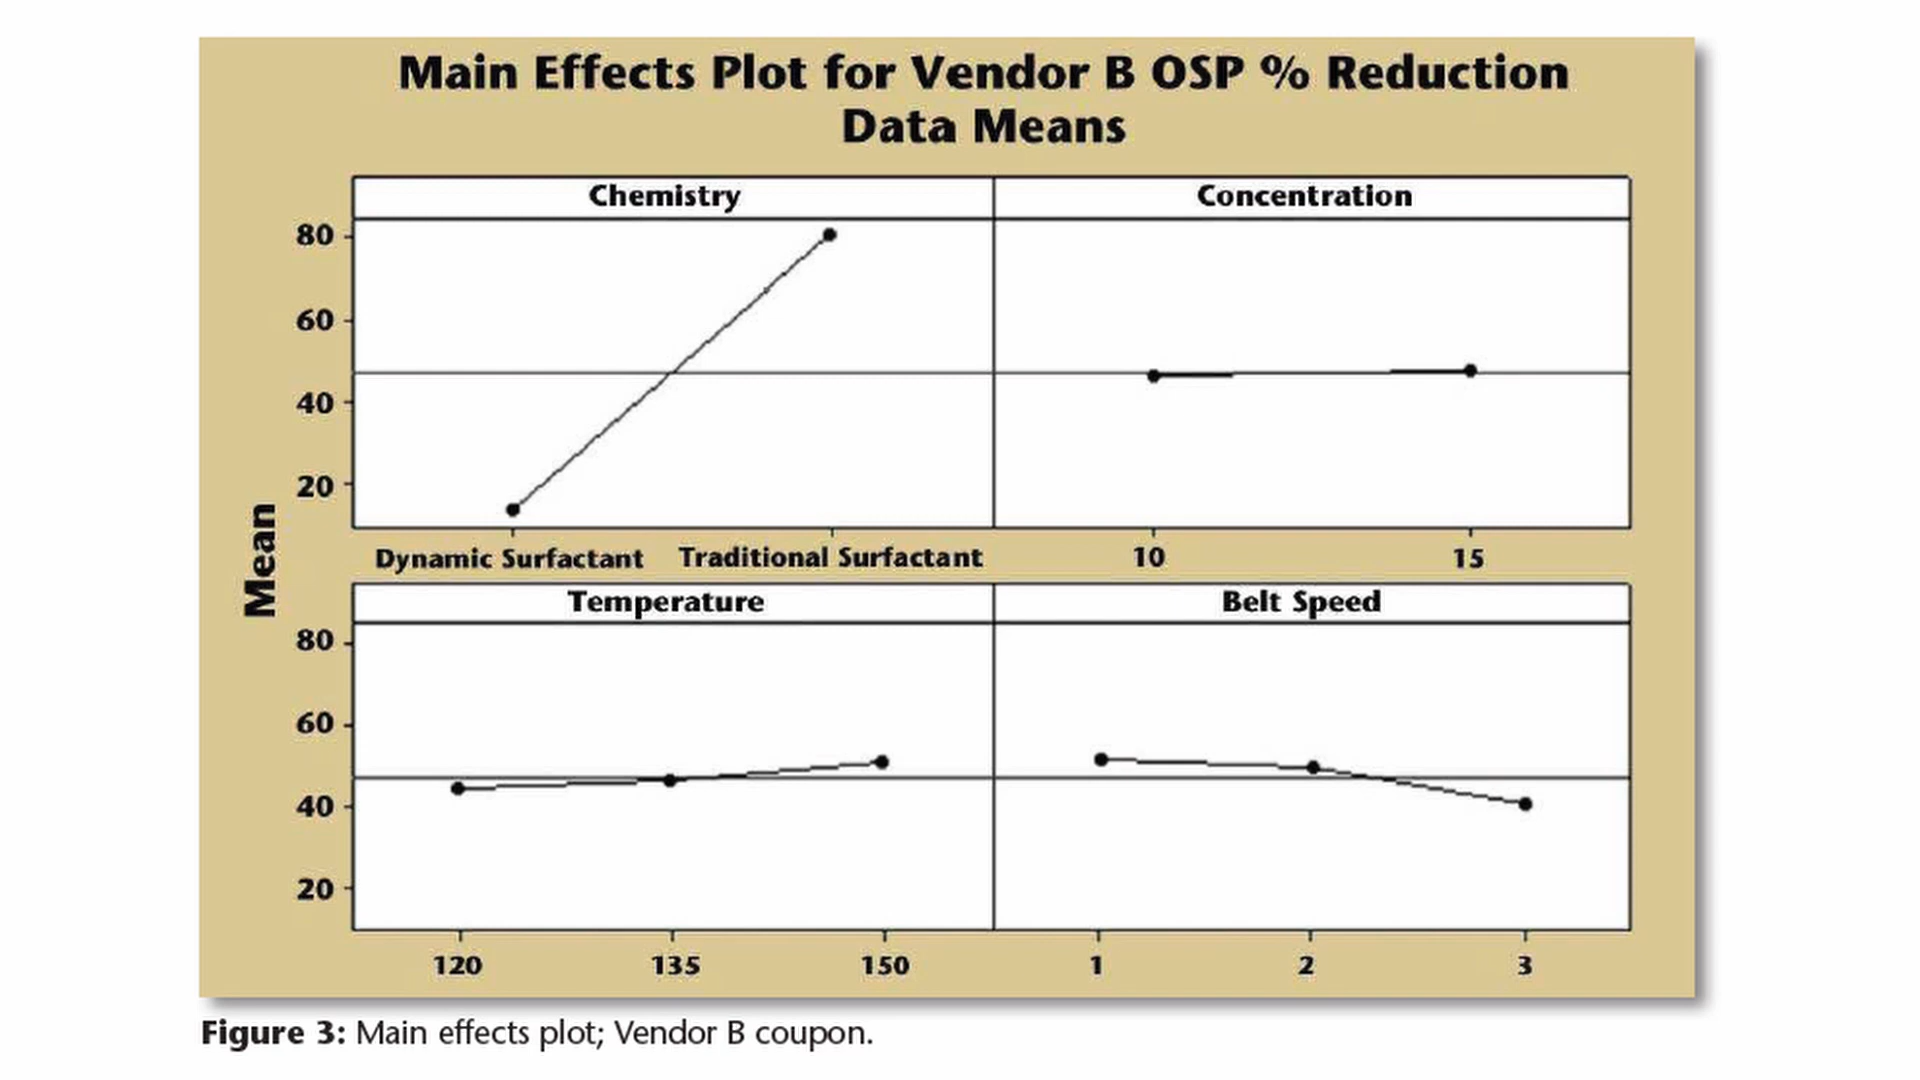 Main Effects Plot for Vendor B OSP % Reduction
Data Means
Chemistry
Concentration
80
60
40
20
Mean
Dynamic Surfactant
Traditional Surfactant
10
15
Temperature
Belt Speed
80
60
40
20
120
135
150
1
2
3
Figure 3: Main effects plot; Vendor B coupon.